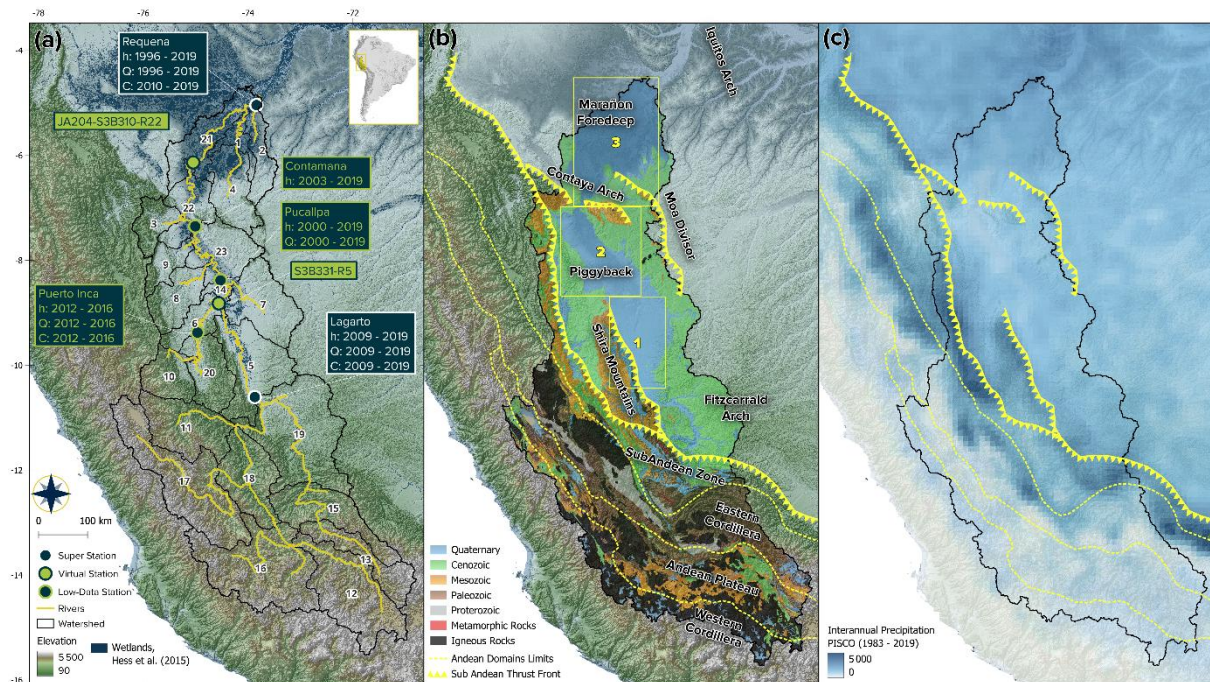 -78
-76
-74
-72
(a)
Requena
h: 1996 - 2019
Q: 1996 - 2019
C: 2010 - 2019
JA204-S3B310-R22
21
1
2
4
Contamana
h: 2003 - 2019
22
3
Pucallpa
h: 2000 - 2019
Q: 2000 - 2019
23
9
S3B331-R5
8
14
7
Puerto Inca
h: 2012 - 2016
Q: 2012 - 2016
C: 2012 - 2016
6
Lagarto
h: 2009 - 2019
Q: 2009 - 2019
C: 2009 - 2019
5
10
20
11
19
18
17
15
16
13
12
0
100 km
Super Station
Virtual Station
Low-Data Station
Rivers
Watershed
Elevation
5 500
90
Wetlands,
Hess et al. (2015)
(b)
Iquitos Arch
Marañon
Foredeep
3
Contaya Arch
Moa Divisor
2
Piggyback
1
Shira Mountains
Fitzcarrald
Arch
SubAndean Zone
Eastern
Cordillera
Andean Plateau
Western
Cordillera
Quaternary
Cenozoic
Mesozoic
Paleozoic
Proterozoic
Metamorphic Rocks
Igneous Rocks
Andean Domains Limits
Sub Andean Thrust Front
(c)
Interannual Precipitation
PISCO (1983 - 2019)
5 000
0
-4
-6
-8
-10
-12
-14
-16